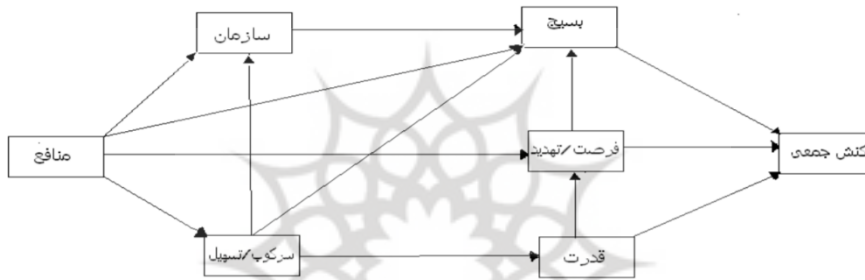 سازمان
بسیج
منافع
فرصت/تهدید
کنش جمعی
سرکوب/تسهیل
قدرت